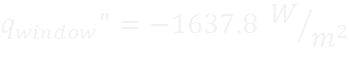 q_window" = −1637.8 W/m²